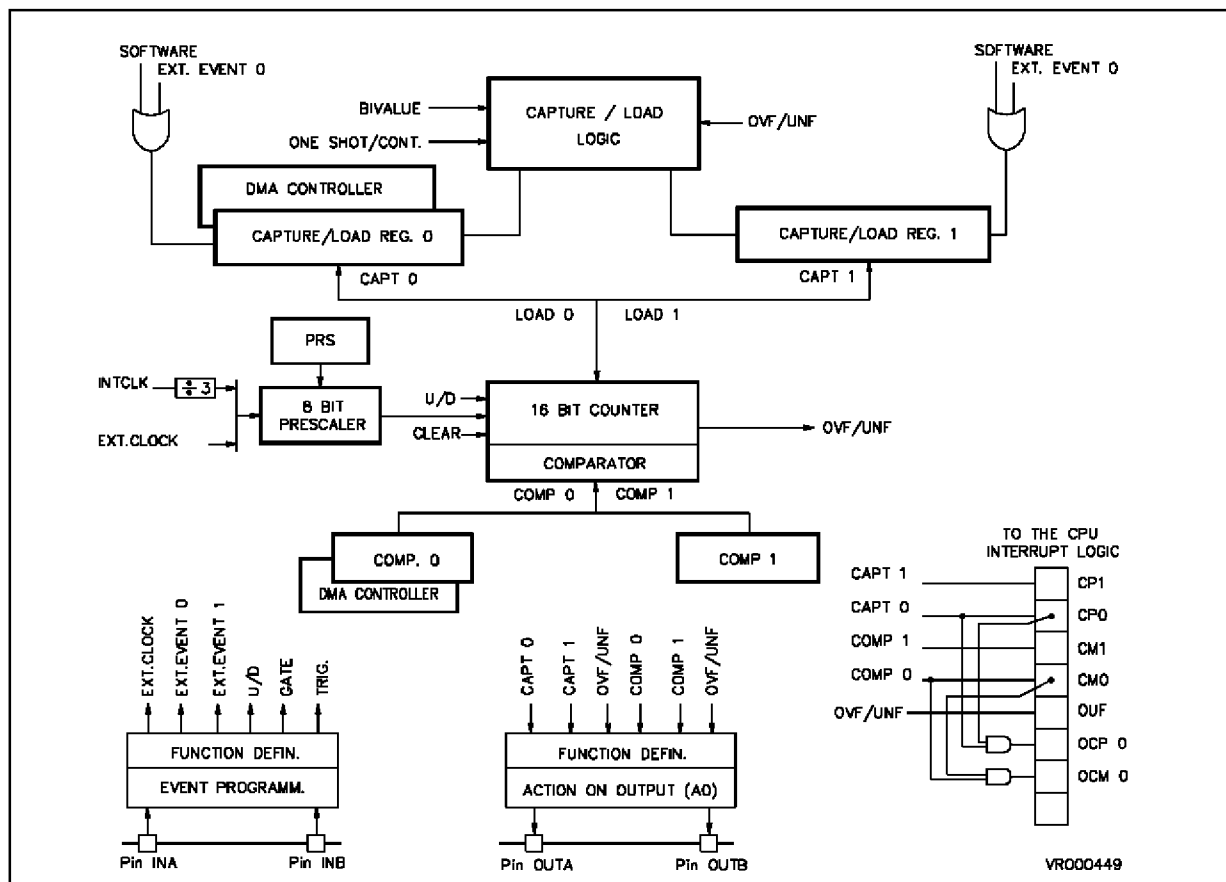 SOFTWARE
EXT. EVENT 0
SOFTWARE
EXT. EVENT 0
BIVALUE
ONE SHOT/CONT.
CAPTURE / LOAD
LOGIC
OVF/UNF
DMA CONTROLLER
CAPTURE/LOAD REG. 0
CAPTURE/LOAD REG. 1
CAPT 0
CAPT 1
LOAD 0
LOAD 1
PRS
INTCLK
÷ 3
8 BIT
PRESCALER
EXT.CLOCK
U/D
CLEAR
16 BIT COUNTER
COMPARATOR
OVF/UNF
COMP 0
COMP 1
COMP. 0
DMA CONTROLLER
COMP 1
TO THE CPU
INTERRUPT LOGIC
CAPT 1
CP1
CAPT 0
CP0
COMP 1
CM1
COMP 0
CM0
OVF/UNF
OUF
OCP 0
OCM 0
EXT.CLOCK
EXT.EVENT 0
EXT.EVENT 1
U/D
GATE
TRIG.
FUNCTION DEFIN.
EVENT PROGRAMM.
Pin INA
Pin INB
CAPT 0
CAPT 1
OVF/UNF
COMP 0
COMP 1
OVF/UNF
FUNCTION DEFIN.
ACTION ON OUTPUT (AO)
Pin OUTA
Pin OUTB
VR000449